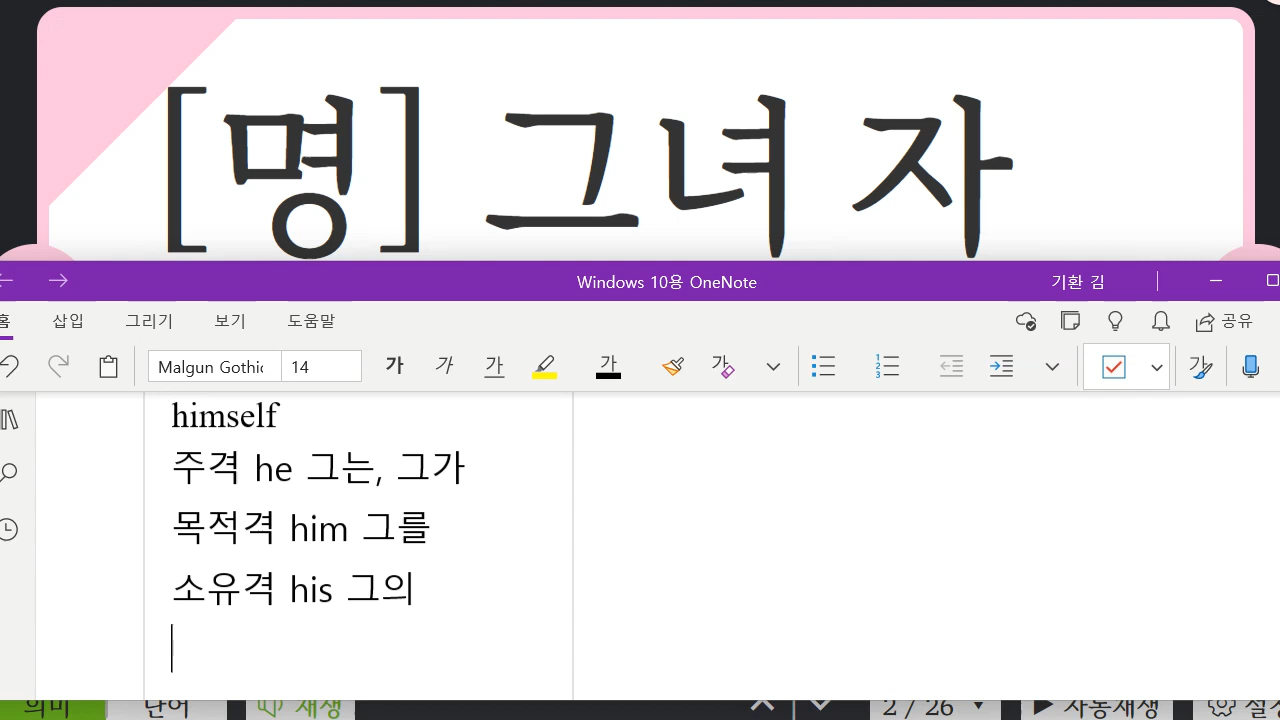 [명] 그녀 자
Windows 10용 OneNote 기환 김
홈 삽입 그리기 보기 도움말 공유
Malgun Gothic 14 가 가 가 가 가 가
himself
주격 he 그는, 그가
목적격 him 그를
소유격 his 그의
의미 단어 재생 2 / 26 자동재생